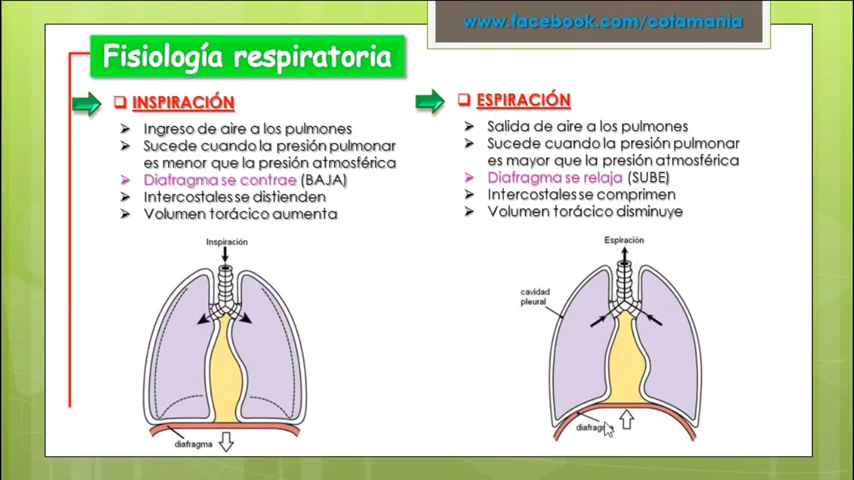 www.facebook.com/cotamania
Fisiología respiratoria
INSPIRACIÓN
Ingreso de aire a los pulmones
Sucede cuando la presión pulmonar
es menor que la presión atmosférica
Diafragma se contrae (BAJA)
Intercostales se distienden
Volumen torácico aumenta
Inspiración
diafragma
ESPIRACIÓN
Salida de aire a los pulmones
Sucede cuando la presión pulmonar
es mayor que la presión atmosférica
Diafragma se relaja (SUBE)
Intercostales se comprimen
Volumen torácico disminuye
Espiración
cavidad
pleural
diafragma